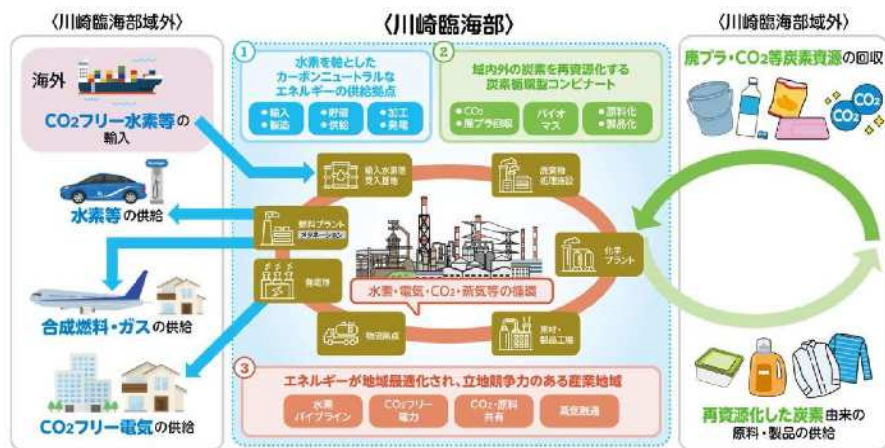 〈川崎臨海部域外〉
海外
CO2フリー水素等の
輸入
水素等の供給
合成燃料・ガスの供給
CO2フリー電気の供給
〈川崎臨海部〉
1
水素を軸とした
カーボンニュートラルな
エネルギーの供給拠点
●輸入
●製造
●貯蔵
●供給
●加工
●発電
2
域内外の炭素を再資源化する
炭素循環型コンビナート
●CO2
●廃プラ回収
バイオ
マス
●原料化
●製品化
輸入水素等
受入基地
廃棄物
処理施設
燃料プラント
メタネーション
化学
プラント
発電所
水素・電気・CO2・蒸気等の循環
物流拠点
素材・
製品工場
3
エネルギーが地域最適化され、立地競争力のある産業地域
水素
パイプライン
CO2フリー
電力
CO2・原料
共有
蒸気融通
〈川崎臨海部域外〉
廃プラ・CO2等炭素資源の回収
CO2
CO2
再資源化した炭素由来の
原料・製品の供給